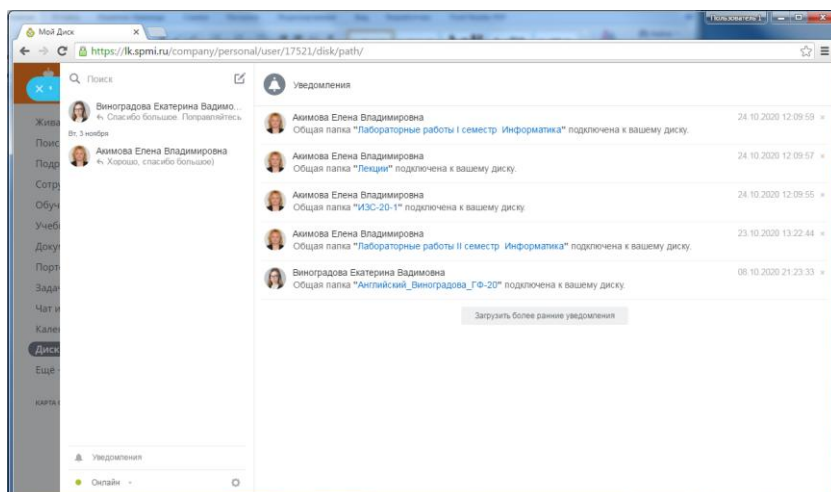 Мой Диск
Пользователь 1
https://lk.spmi.ru/company/personal/user/17521/disk/path/
Поиск
Виноградова Екатерина Вадимо...
Спасибо большое. Поправляйтесь
Вт, 3 ноября
Акимова Елена Владимировна
Хорошо, спасибо большое)
Уведомления
Онлайн
Жива
Поис
Подр
Сотру
Обуч
Учеб
Доку
Порт
Зада
Чат и
Кале
Диск
Ещё
КАРТА
Уведомления
Акимова Елена Владимировна 24.10.2020 12:09:59
Общая папка "Лабораторные работы I семестр Информатика" подключена к вашему диску.
Акимова Елена Владимировна 24.10.2020 12:09:57
Общая папка "Лекции" подключена к вашему диску.
Акимова Елена Владимировна 24.10.2020 12:09:55
Общая папка "ИЗС-20-1" подключена к вашему диску.
Акимова Елена Владимировна 23.10.2020 13:22:44
Общая папка "Лабораторные работы II семестр Информатика" подключена к вашему диску.
Виноградова Екатерина Вадимовна 08.10.2020 21:23:33
Общая папка "Английский_Виноградова_ГФ-20" подключена к вашему диску.
Загрузить более ранние уведомления